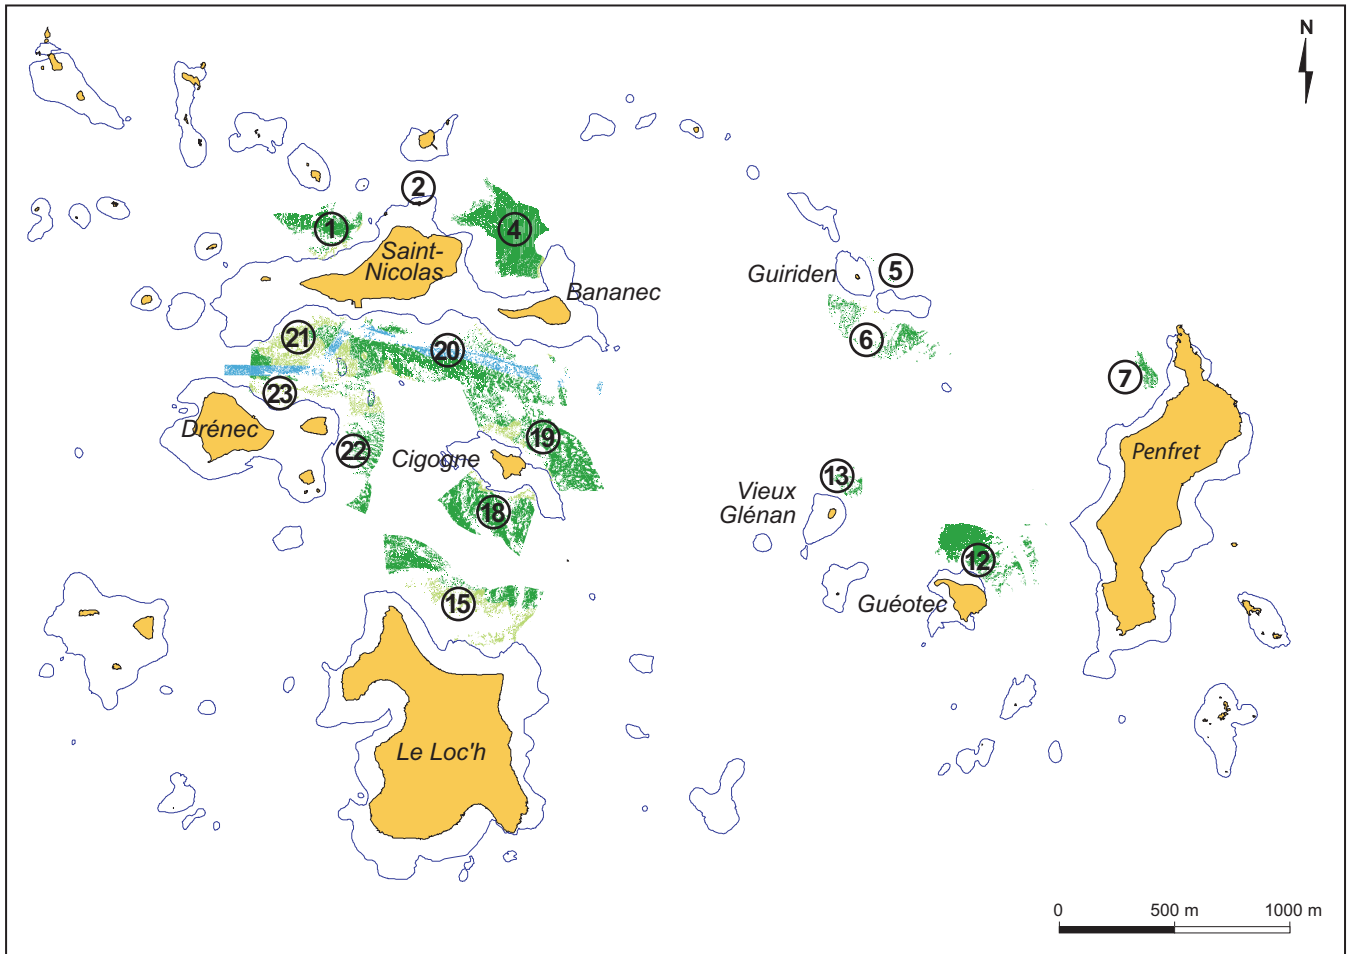 N
2
1
4
Saint-
Nicolas
Guiriden
5
Bananec
21
20
6
7
23
Drénec
22
Cigogne
19
Penfret
13
Vieux
Glénan
18
12
15
Guéotec
Le Loc'h
0
500 m
1000 m